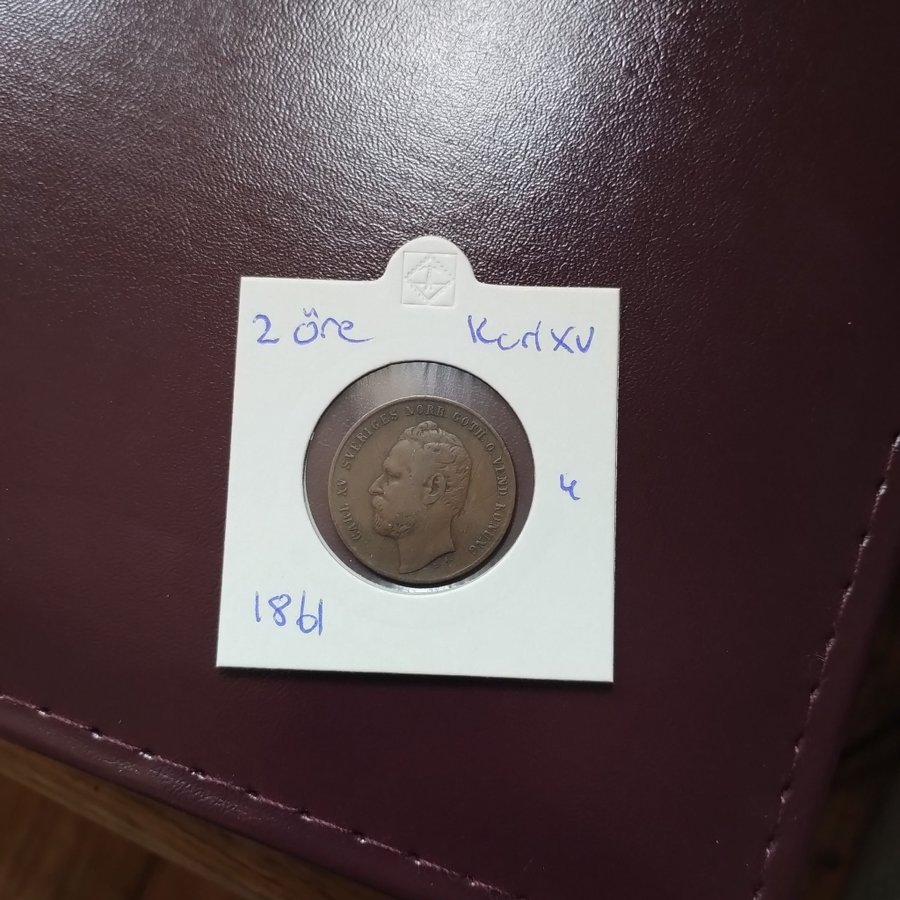 2 Öre Karl XV
CARL XV SVERIGES NORR. GOTH. O. VEND. KONUNG
4
1861